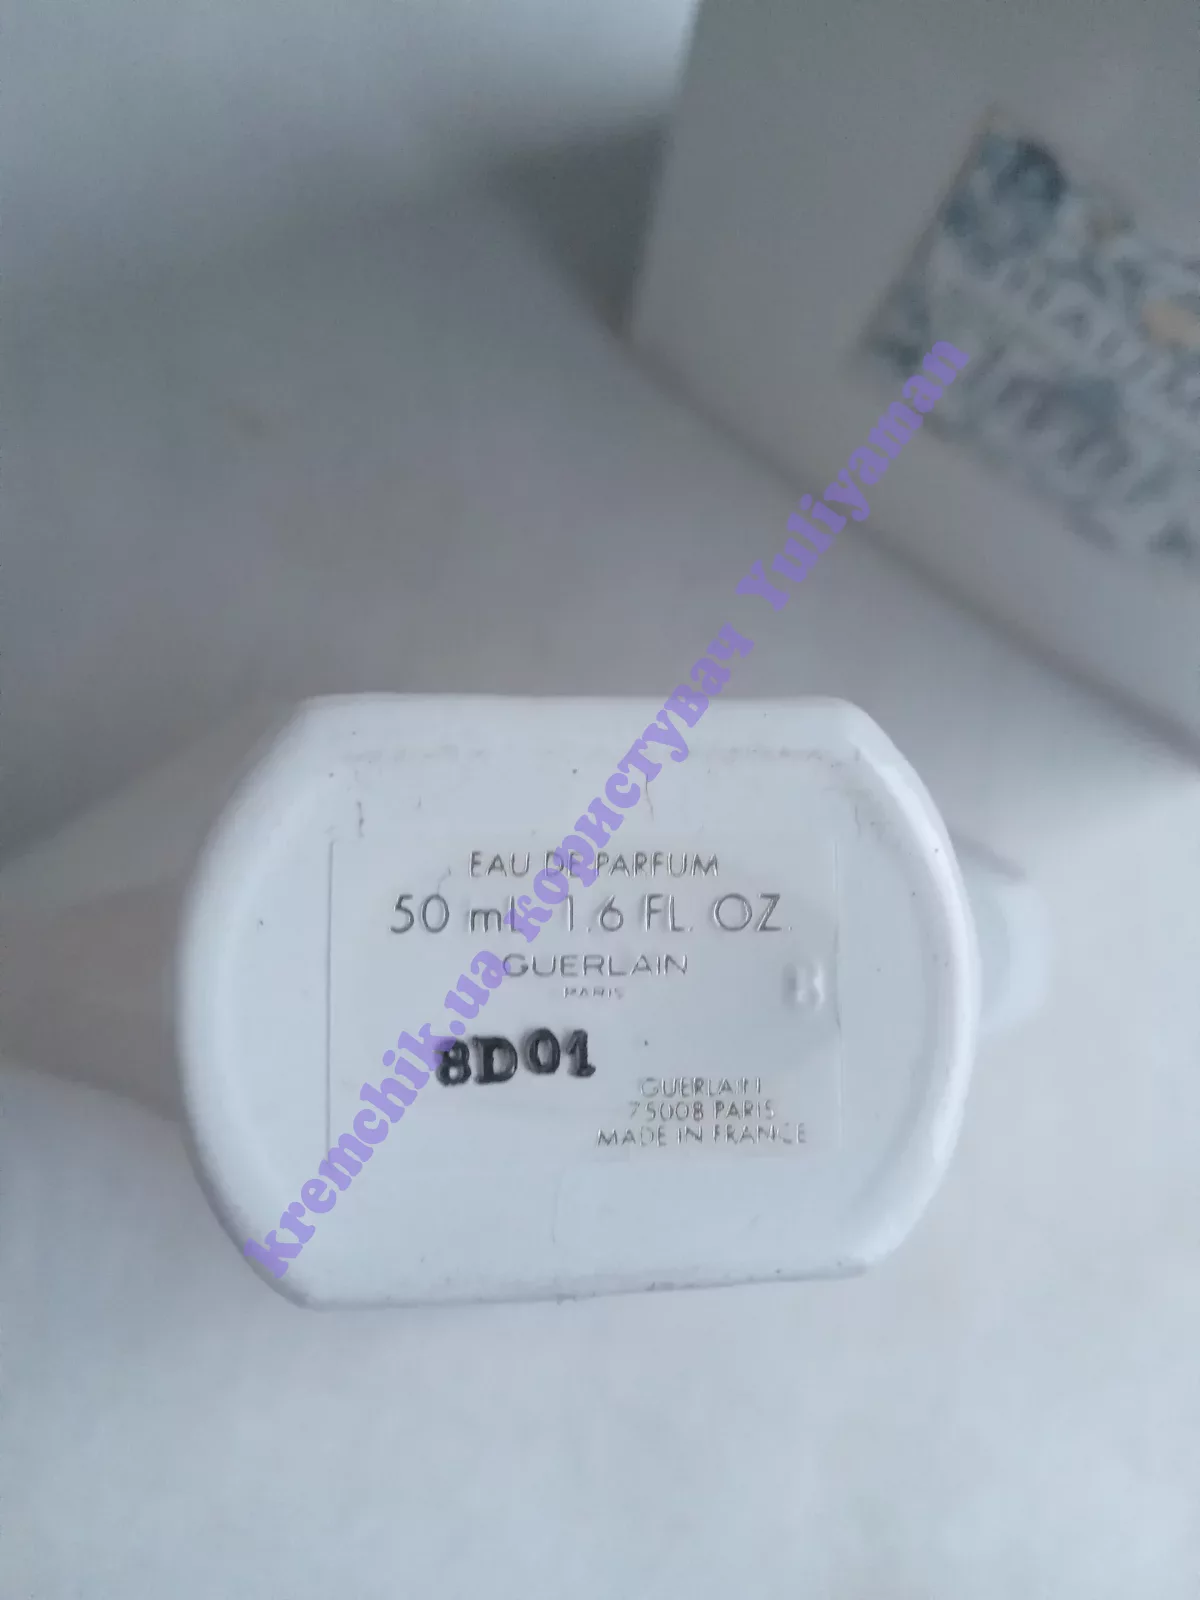 EAU DE PARFUM
50 ml 1.6 FL. OZ.
GUERLAIN
PARIS
8D01
GUERLAIN
75008 PARIS
MADE IN FRANCE
kremchik.ua користувач Yuliyaman